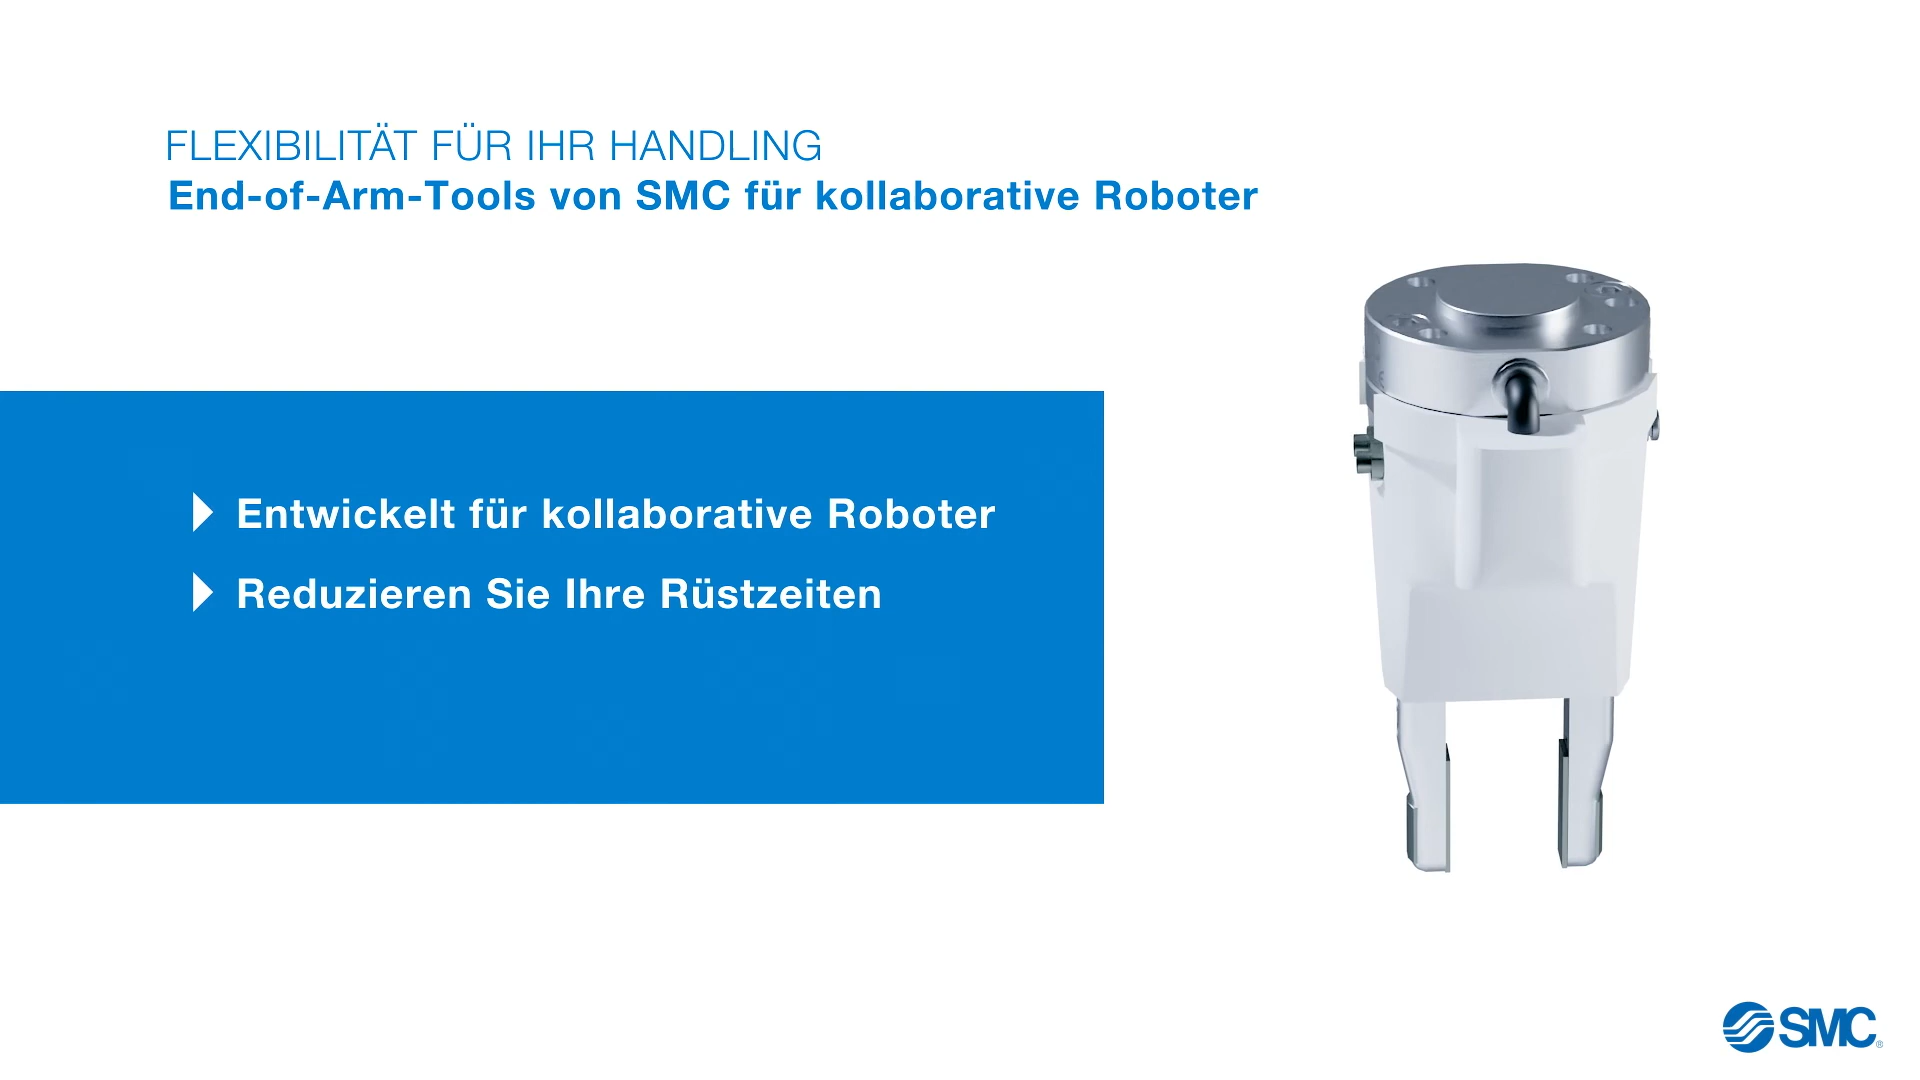 FLEXIBILITÄT FÜR IHR HANDLING
End-of-Arm-Tools von SMC für kollaborative Roboter
Entwickelt für kollaborative Roboter
Reduzieren Sie Ihre Rüstzeiten
SMC®